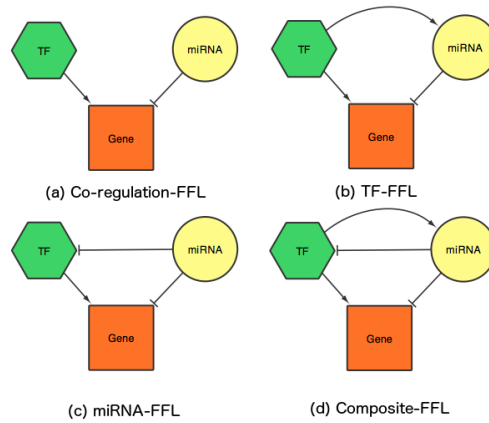 TF
miRNA
Gene
(a) Co-regulation-FFL
TF
miRNA
Gene
(b) TF-FFL
TF
miRNA
Gene
(c) miRNA-FFL
TF
miRNA
Gene
(d) Composite-FFL